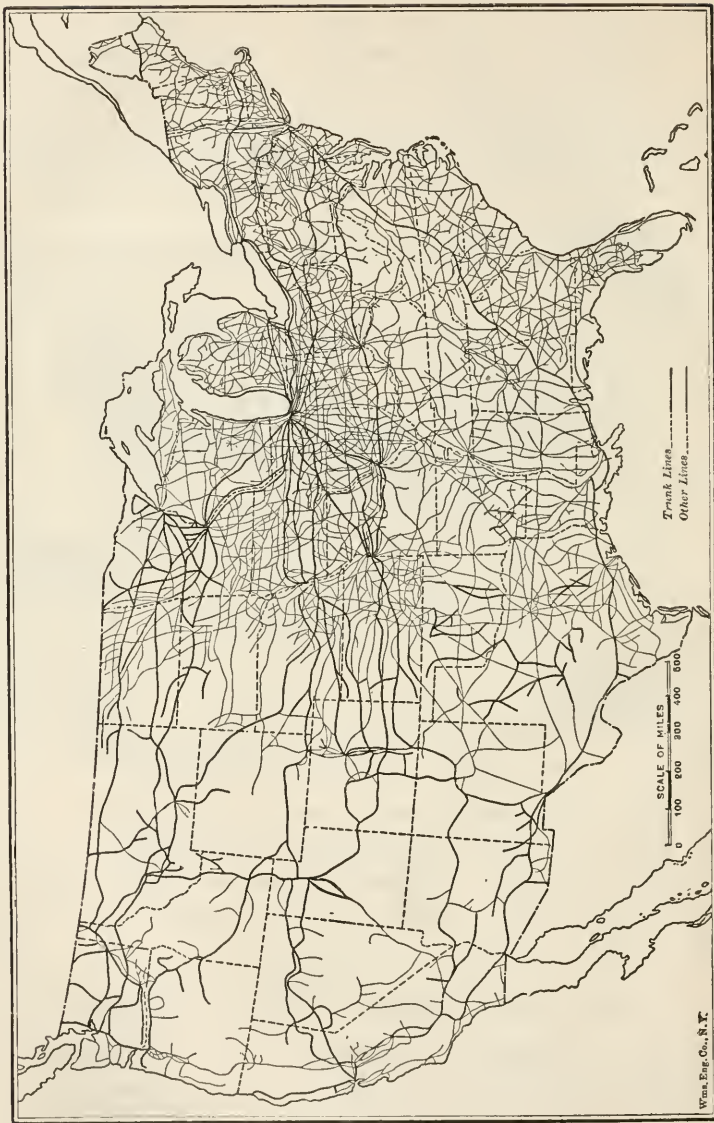 Trunk Lines
Other Lines
SCALE OF MILES
0 100 200 300 400 500
Wms. Eng. Co., N.Y.